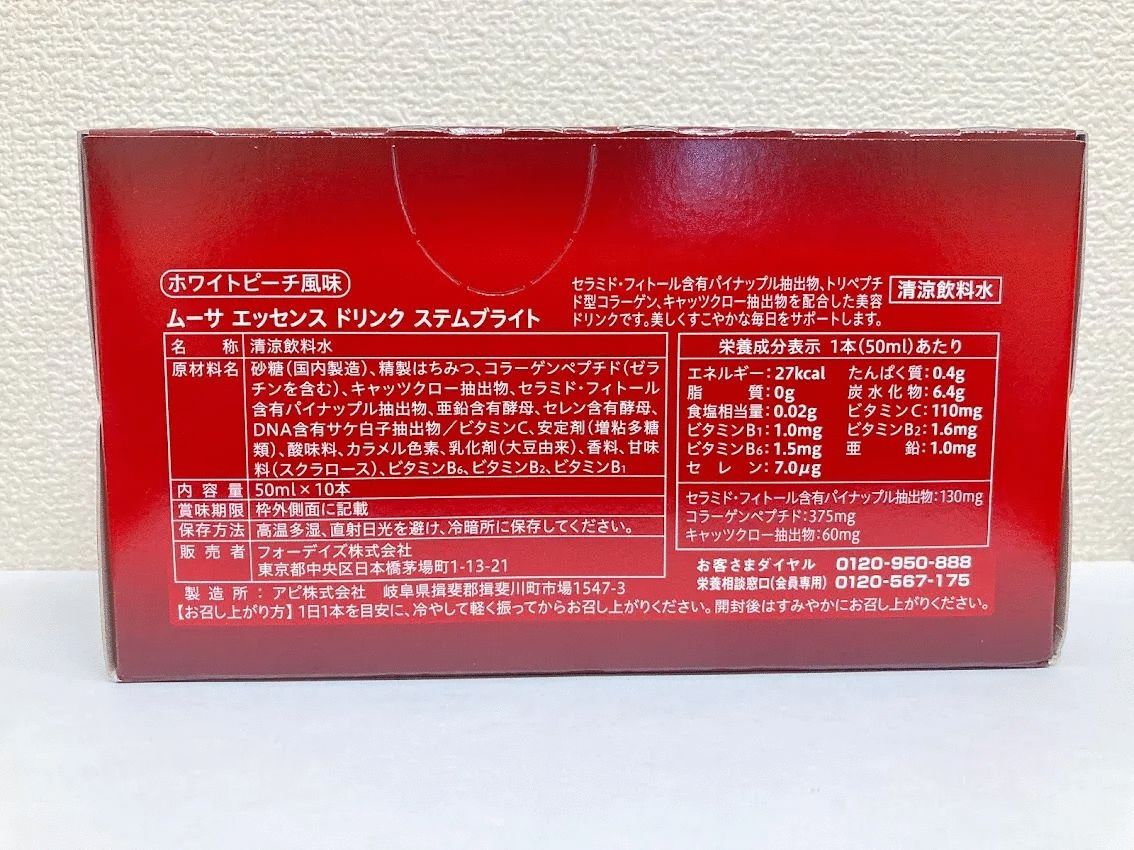 ホワイトピーチ風味
ムーサ エッセンス ドリンク ステムブライト
セラミド・フィトール含有パイナップル抽出物、トリペプチ
ド型コラーゲン、キャッツクロー抽出物を配合した美容
ドリンクです。美しくすこやかな毎日をサポートします。
清涼飲料水
名 称 清涼飲料水
原材料名 砂糖(国内製造)、精製はちみつ、コラーゲンペプチド(ゼラ
チンを含む)、キャッツクロー抽出物、セラミド・フィトール
含有パイナップル抽出物、亜鉛含有酵母、セレン含有酵母、
DNA含有サケ白子抽出物/ビタミンC、安定剤(増粘多糖
類)、酸味料、カラメル色素、乳化剤(大豆由来)、香料、甘味
料(スクラロース)、ビタミンB6、ビタミンB2、ビタミンB1
内 容 量 50ml×10本
賞味期限 枠外側面に記載
保存方法 高温多湿、直射日光を避け、冷暗所に保存してください。
販 売 者 フォーデイズ株式会社
東京都中央区日本橋茅場町1-13-21
製 造 所 : アピ株式会社 岐阜県揖斐郡揖斐川町市場1547-3
【お召し上がり方】1日1本を目安に、冷やして軽く振ってからお召し上がりください。開封後はすみやかにお召し上がりください。
栄養成分表示 1本(50ml)あたり
エネルギー:27kcal たんぱく質:0.4g
脂 質:0g 炭水化物:6.4g
食塩相当量:0.02g ビタミンC:110mg
ビタミンB1:1.0mg ビタミンB2:1.6mg
ビタミンB6:1.5mg 亜 鉛:1.0mg
セ レ ン:7.0μg
セラミド・フィトール含有パイナップル抽出物:130mg
コラーゲンペプチド:375mg
キャッツクロー抽出物:60mg
お客さまダイヤル 0120-950-888
栄養相談窓口(会員専用) 0120-567-175